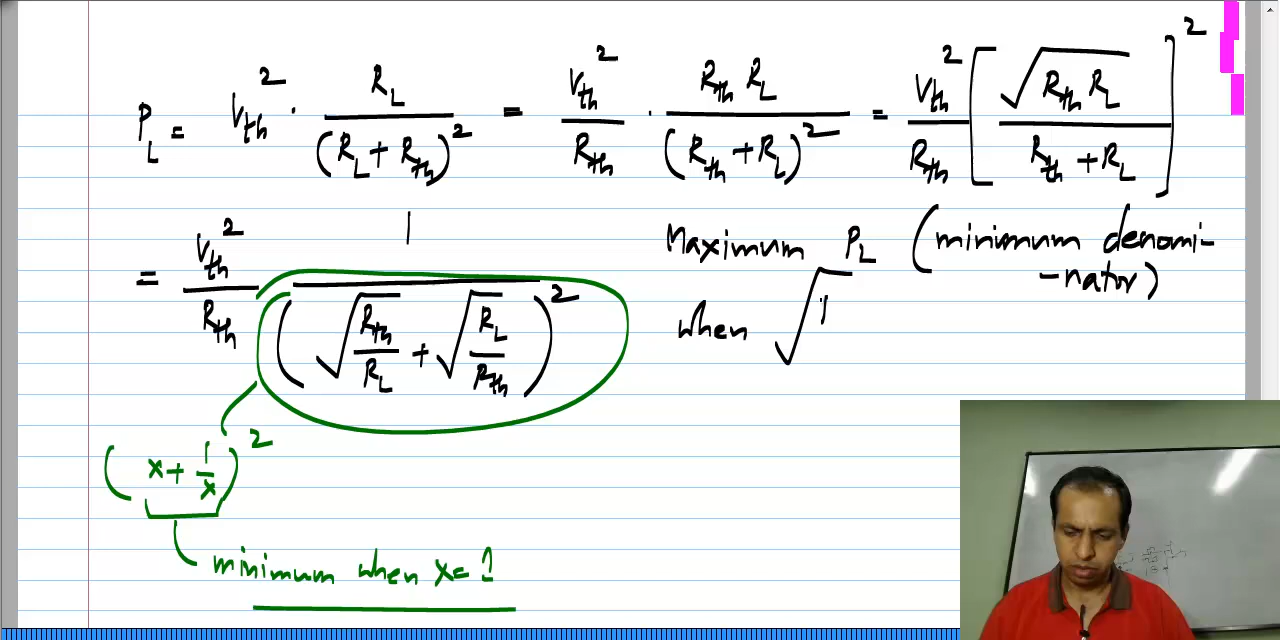 P_L = V_th^2 · R_L / (R_L + R_th)^2 = V_th^2 / R_th · R_th R_L / (R_th + R_L)^2 = V_th^2 / R_th [ √(R_th R_L) / (R_th + R_L) ]^2
= V_th^2 / R_th 1 / ( √(R_th / R_L) + √(R_L / R_th) )^2
Maximum P_L (minimum denomi-
-nator)
when √
( x + 1/x )^2
minimum when x=1